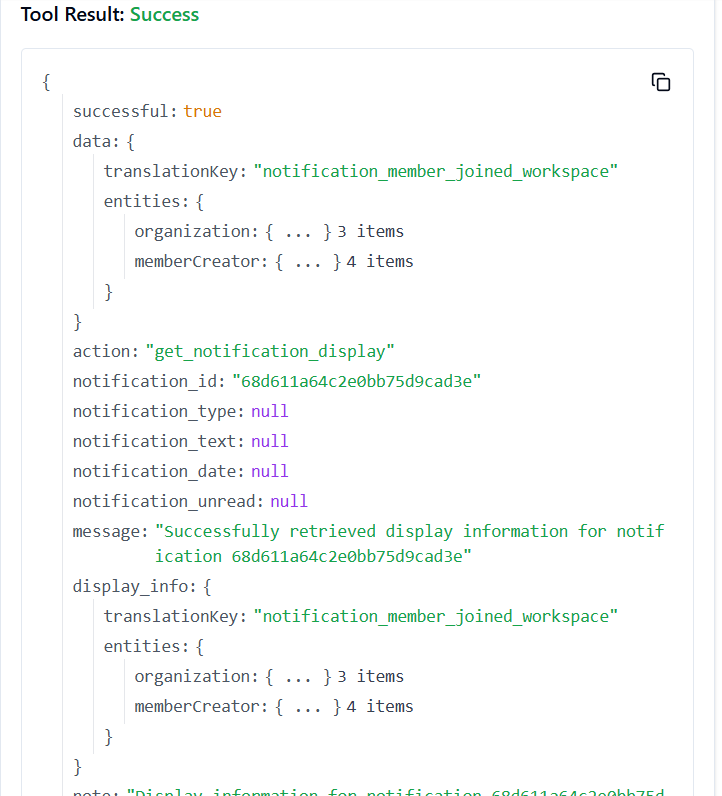 Tool Result: Success
{
successful: true
data: {
translationKey: "notification_member_joined_workspace"
entities: {
organization: { ... } 3 items
memberCreator: { ... } 4 items
}
}
action: "get_notification_display"
notification_id: "68d611a64c2e0bb75d9cad3e"
notification_type: null
notification_text: null
notification_date: null
notification_unread: null
message: "Successfully retrieved display information for notif
ication 68d611a64c2e0bb75d9cad3e"
display_info: {
translationKey: "notification_member_joined_workspace"
entities: {
organization: { ... } 3 items
memberCreator: { ... } 4 items
}
}
note: "Display information for notification 68d611a64c2e0bb75d